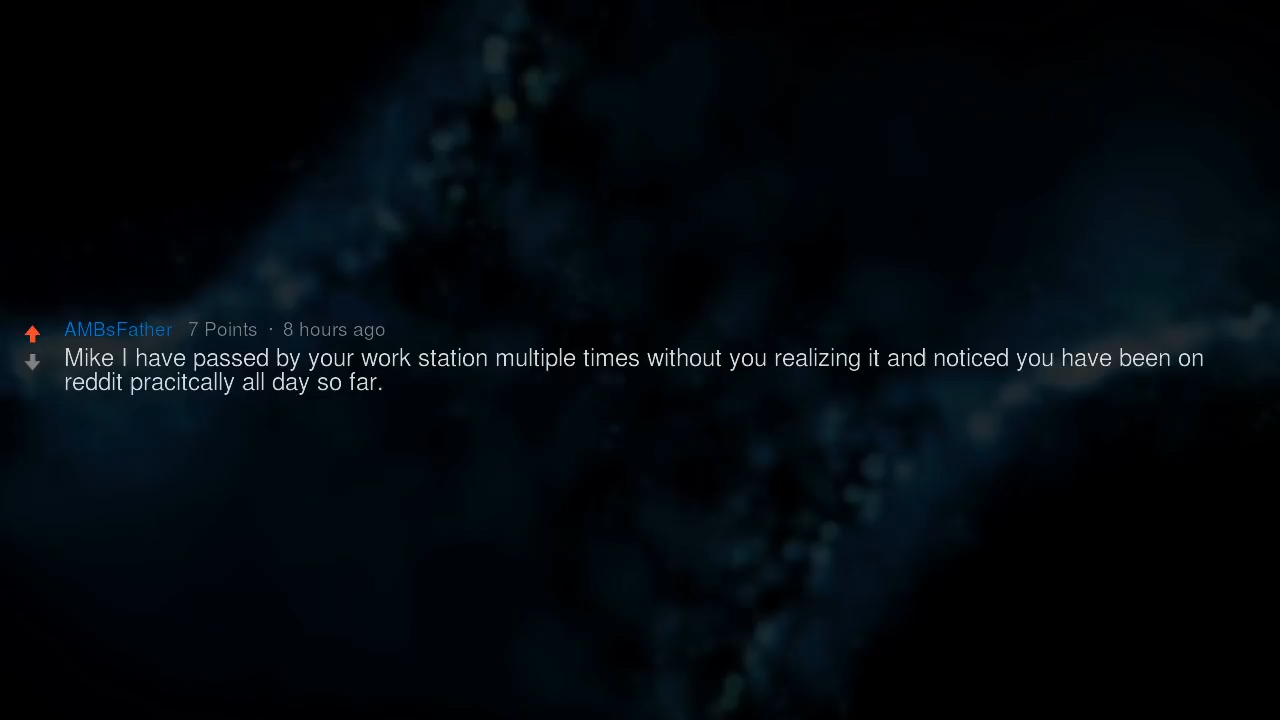 AMBsFather 7 Points · 8 hours ago
Mike I have passed by your work station multiple times without you realizing it and noticed you have been on
reddit pracitcally all day so far.